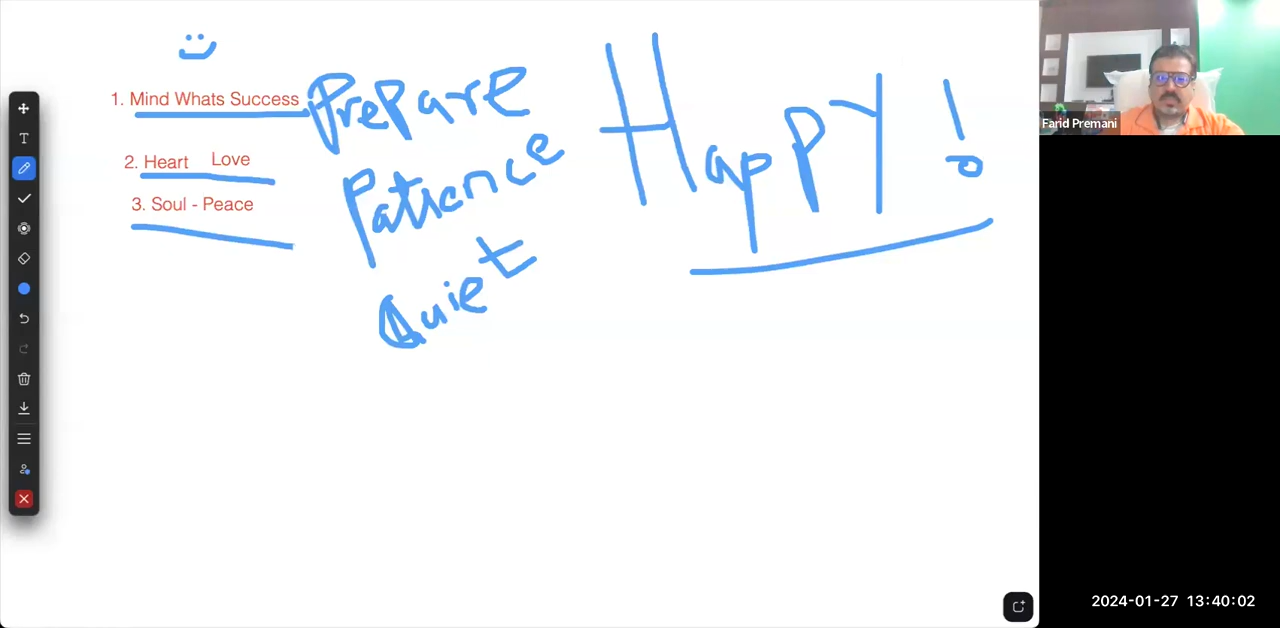 1. Mind Whats Success
Prepare
2. Heart Love
Patience
3. Soul - Peace
Quiet
Happy!
T
Farid Premani
2024-01-27 13:40:02